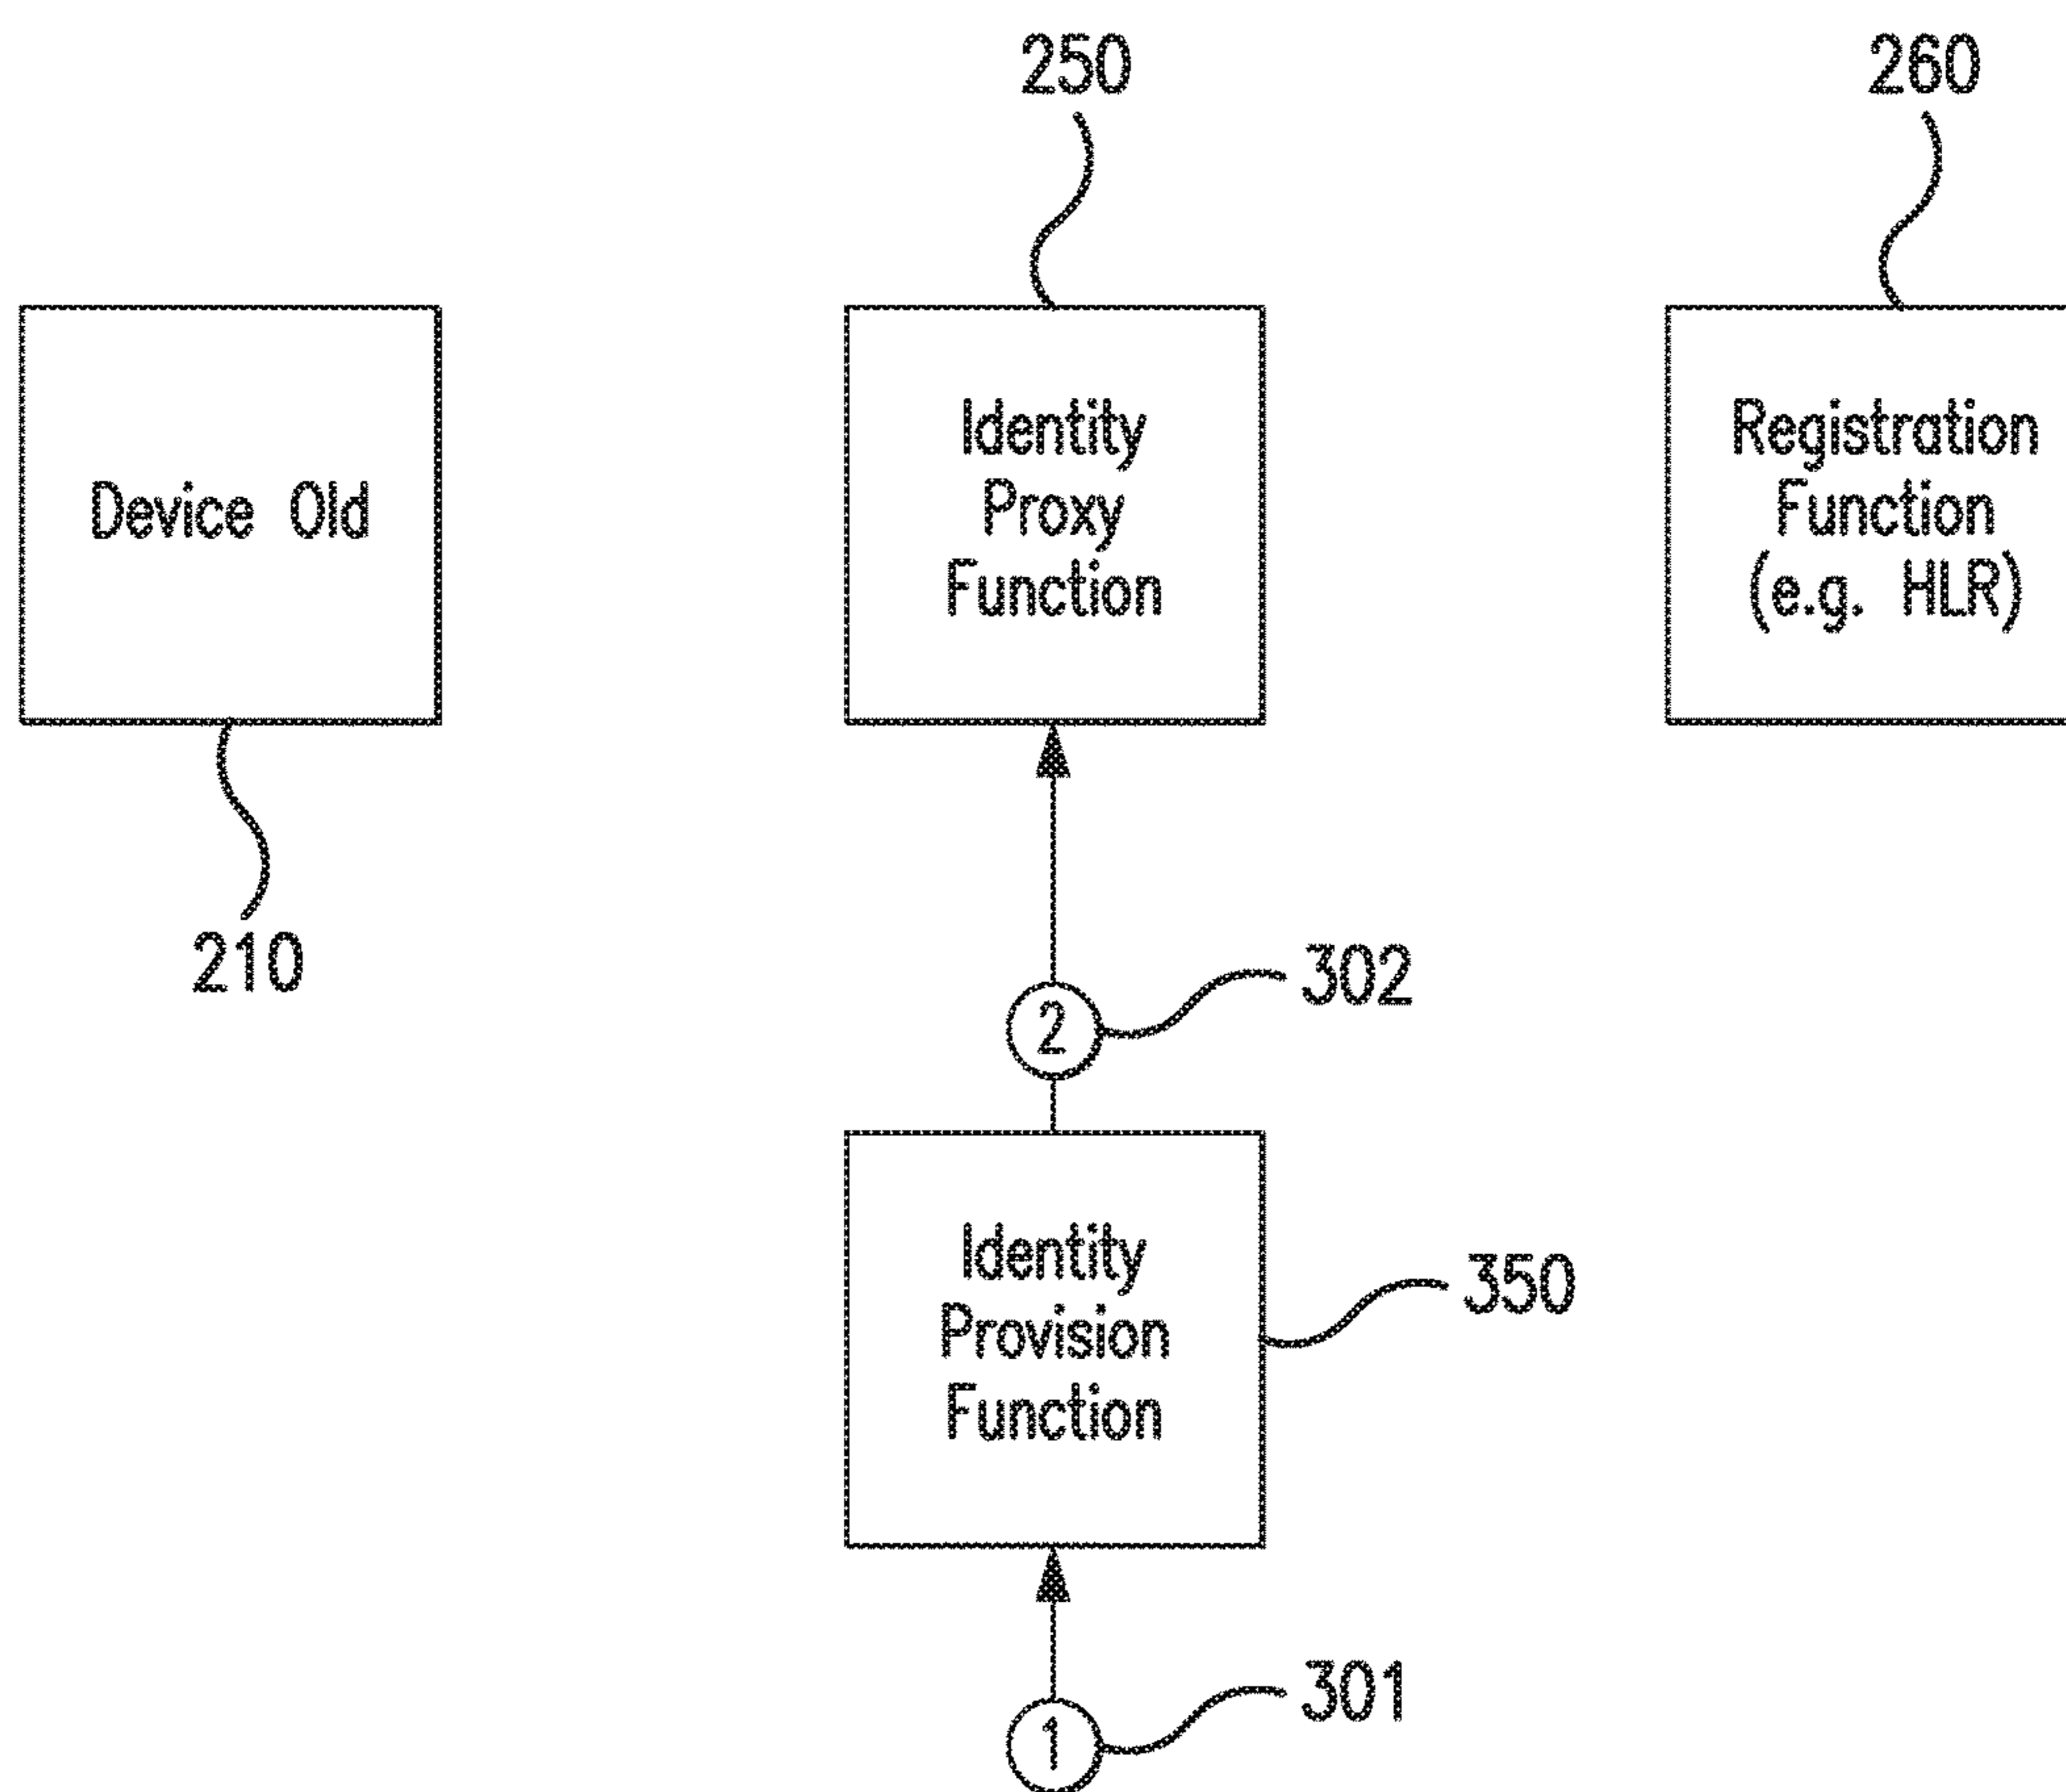 250
260
Device Old
Identity
Proxy
Function
Registration
Function
(e.g. HLR)
210
302
2
Identity
Provision
Function
350
301
1